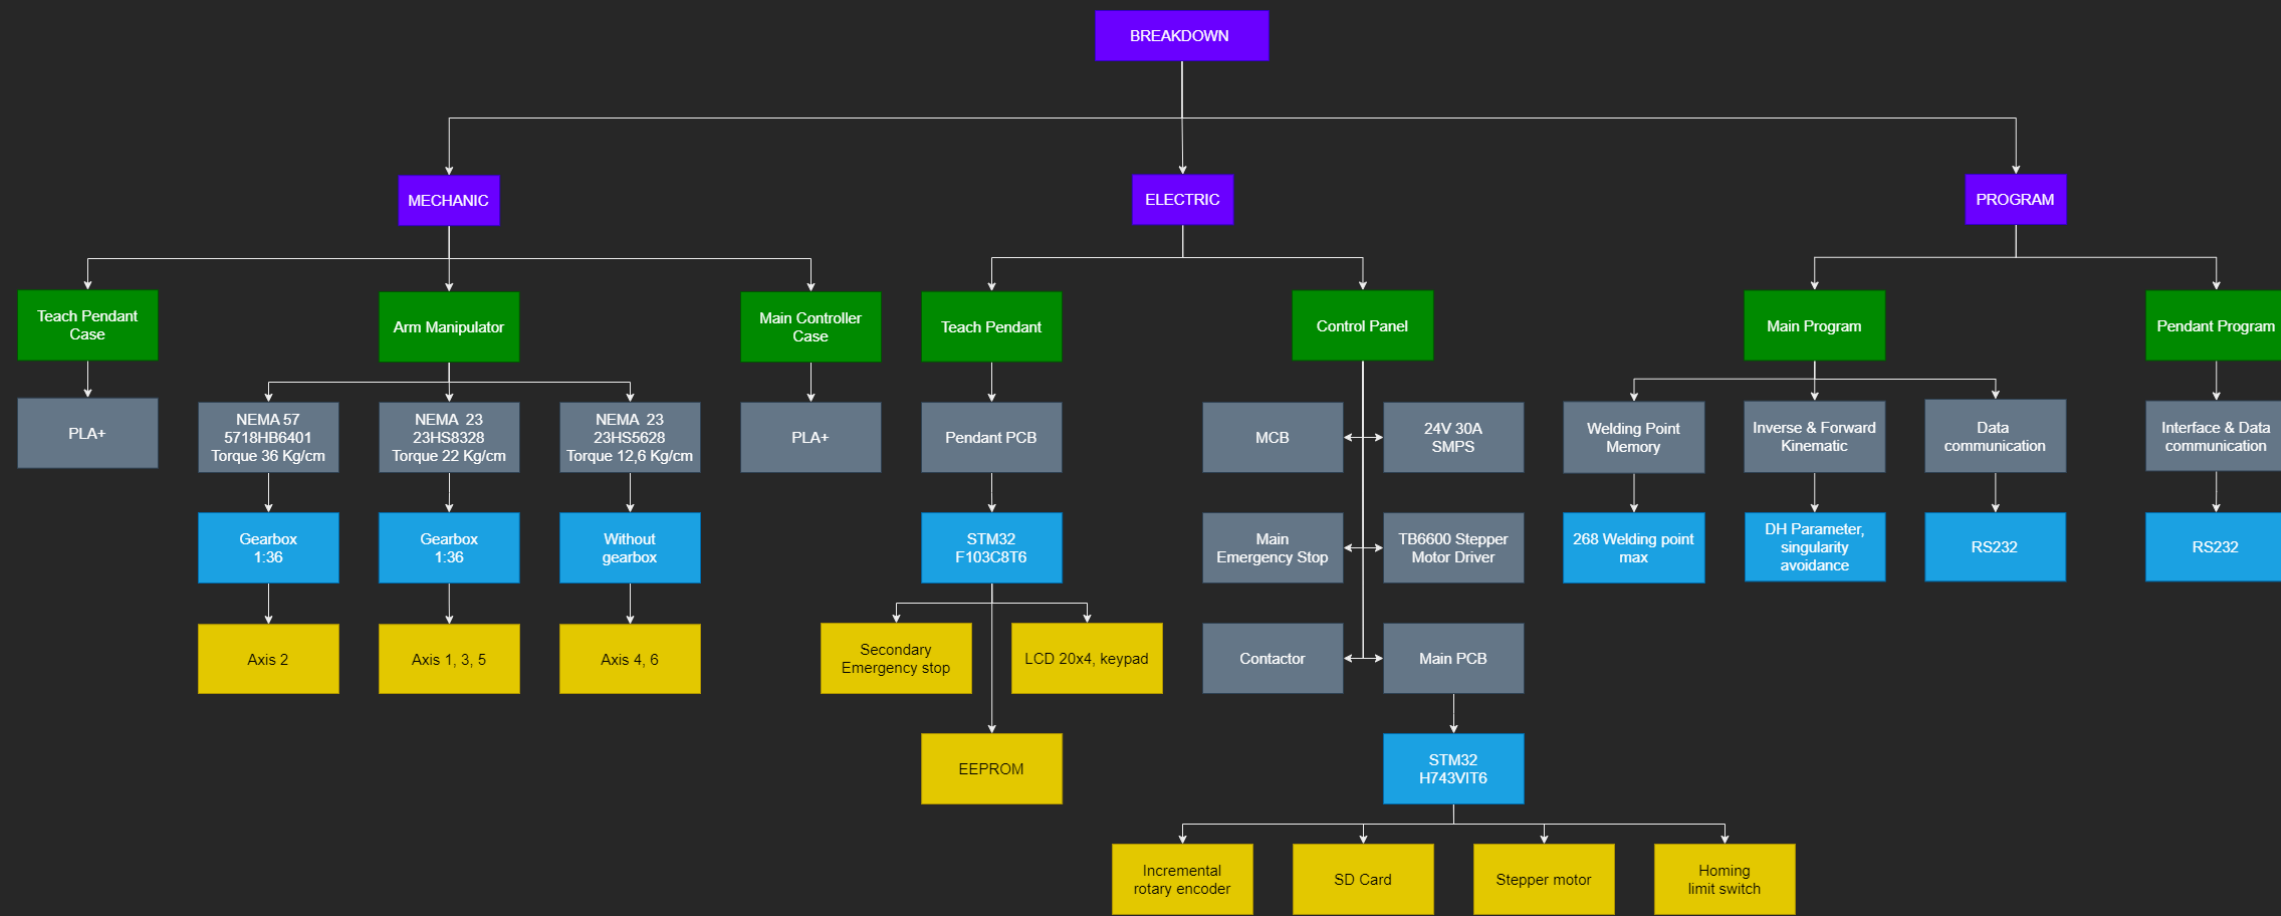 BREAKDOWN
MECHANIC
ELECTRIC
PROGRAM
Teach Pendant
Case
Arm Manipulator
Main Controller
Case
Teach Pendant
Control Panel
Main Program
Pendant Program
PLA+
NEMA 57
5718HB6401
Torque 36 Kg/cm
NEMA  23
23HS8328
Torque 22 Kg/cm
NEMA  23
23HS5628
Torque 12,6 Kg/cm
PLA+
Pendant PCB
MCB
24V 30A
SMPS
Welding Point
Memory
Inverse & Forward
Kinematic
Data
communication
Interface & Data
communication
Gearbox
1:36
Gearbox
1:36
Without
gearbox
STM32
F103C8T6
Main
Emergency Stop
TB6600 Stepper
Motor Driver
268 Welding point
max
DH Parameter,
singularity
avoidance
RS232
RS232
Axis 2
Axis 1, 3, 5
Axis 4, 6
Secondary
Emergency stop
LCD 20x4, keypad
Contactor
Main PCB
EEPROM
STM32
H743VIT6
Incremental
rotary encoder
SD Card
Stepper motor
Homing
limit switch